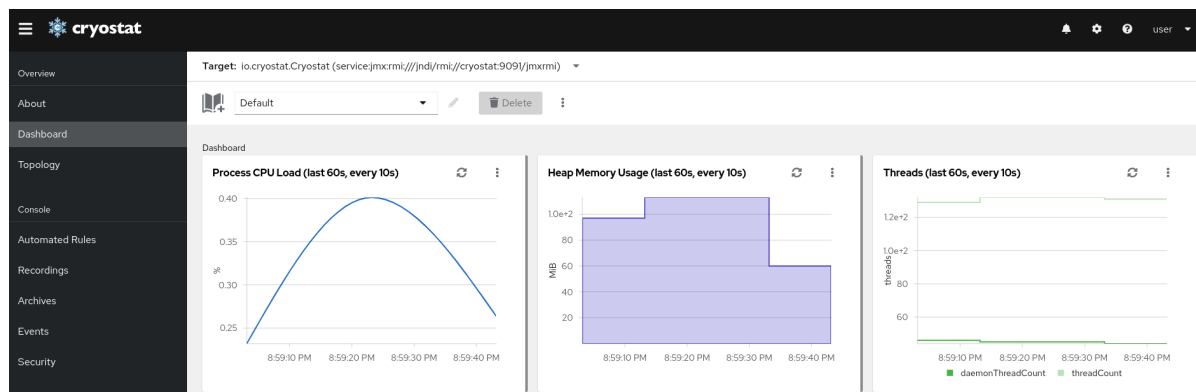 cryostat
user
Overview
About
Dashboard
Topology
Console
Automated Rules
Recordings
Archives
Events
Security
Target: io.cryostat.Cryostat (service:jmx:rmi:///jndi/rmi://cryostat:9091/jmxrmi)
Default
Delete
Dashboard
Process CPU Load (last 60s, every 10s)
0.40
0.35
%
0.30
0.25
8:59:10 PM 8:59:20 PM 8:59:30 PM 8:59:40 PM
Heap Memory Usage (last 60s, every 10s)
1.0e+2
80
MiB
60
40
20
8:59:10 PM 8:59:20 PM 8:59:30 PM 8:59:40 PM
Threads (last 60s, every 10s)
1.2e+2
1.0e+2
threads
80
60
8:59:10 PM 8:59:20 PM 8:59:30 PM 8:59:40 PM
daemonThreadCount threadCount